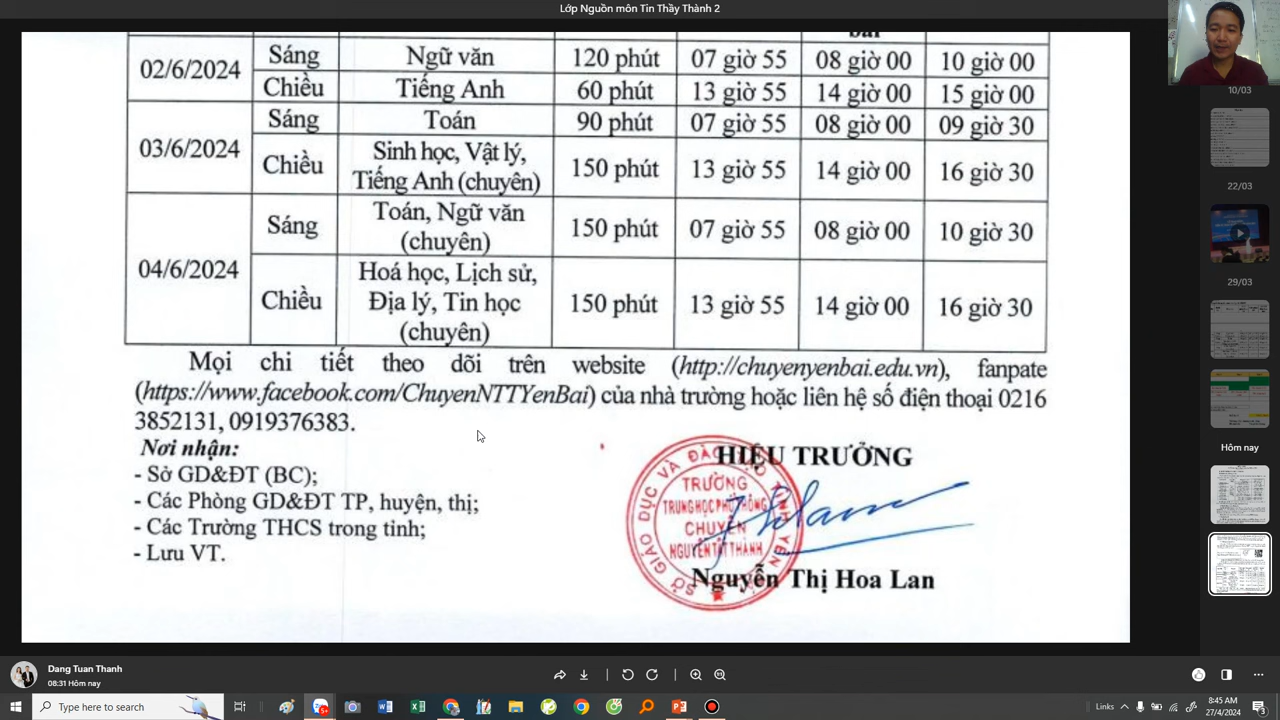 Lớp Nguồn môn Tin Thầy Thành 2
bài
02/6/2024 Sáng Ngữ văn 120 phút 07 giờ 55 08 giờ 00 10 giờ 00
Chiều Tiếng Anh 60 phút 13 giờ 55 14 giờ 00 15 giờ 00
03/6/2024 Sáng Toán 90 phút 07 giờ 55 08 giờ 00 09 giờ 30
Chiều Sinh học, Vật lý, 150 phút 13 giờ 55 14 giờ 00 16 giờ 30
Tiếng Anh (chuyên)
04/6/2024 Sáng Toán, Ngữ văn 150 phút 07 giờ 55 08 giờ 00 10 giờ 30
(chuyên)
Chiều Hoá học, Lịch sử, 150 phút 13 giờ 55 14 giờ 00 16 giờ 30
Địa lý, Tin học
(chuyên)
Mọi chi tiết theo dõi trên website (http://chuyenyenbai.edu.vn), fanpate
(https://www.facebook.com/ChuyenNTTYenBai) của nhà trường hoặc liên hệ số điện thoại 0216
3852131, 0919376383.
Nơi nhận:
- Sở GD&ĐT (BC);
- Các Phòng GD&ĐT TP, huyện, thị;
- Các Trường THCS trong tỉnh;
- Lưu VT.
HIỆU TRƯỞNG
SỞ GIÁO DỤC VÀ ĐÀO TẠO
TRƯỜNG
TRUNG HỌC PHỔ THÔNG
CHUYÊN
NGUYỄN TẤT THÀNH
Nguyễn Thị Hoa Lan
10/03
22/03
29/03
Hôm nay
Dang Tuan Thanh
08:31 Hôm nay
Type here to search
Links
8:45 AM
27/4/2024